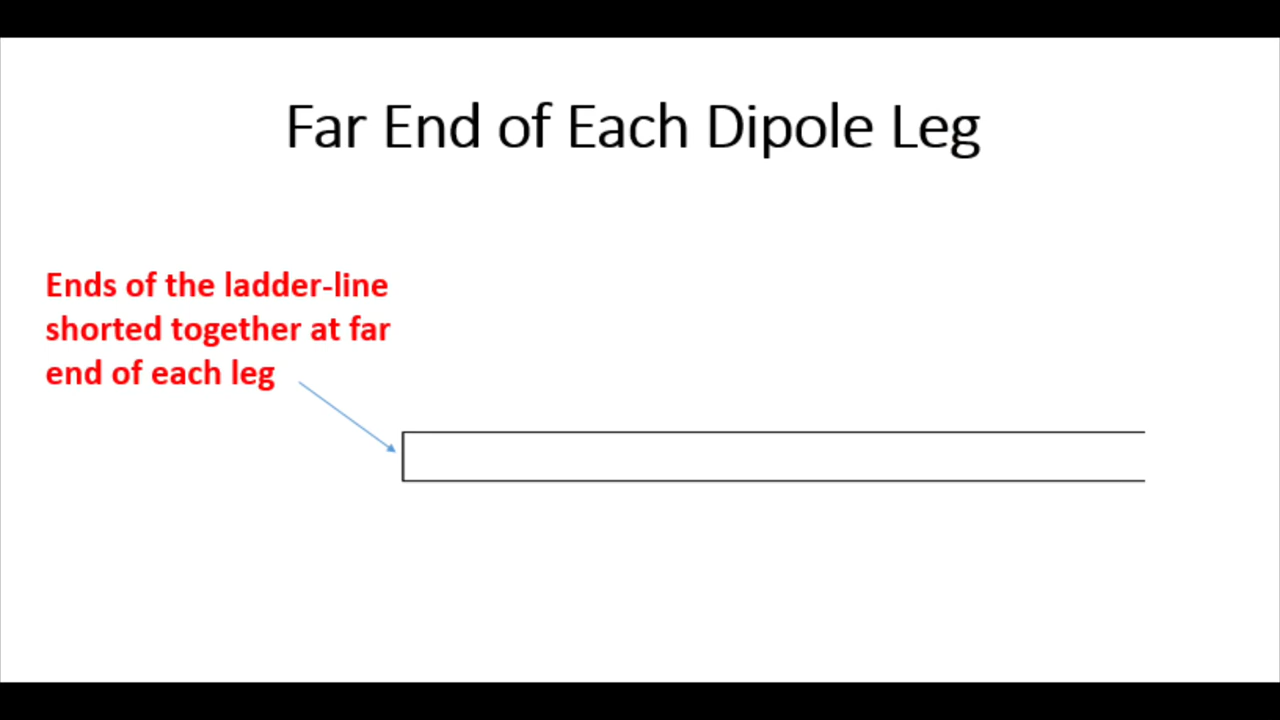 Far End of Each Dipole Leg
Ends of the ladder-line
shorted together at far
end of each leg